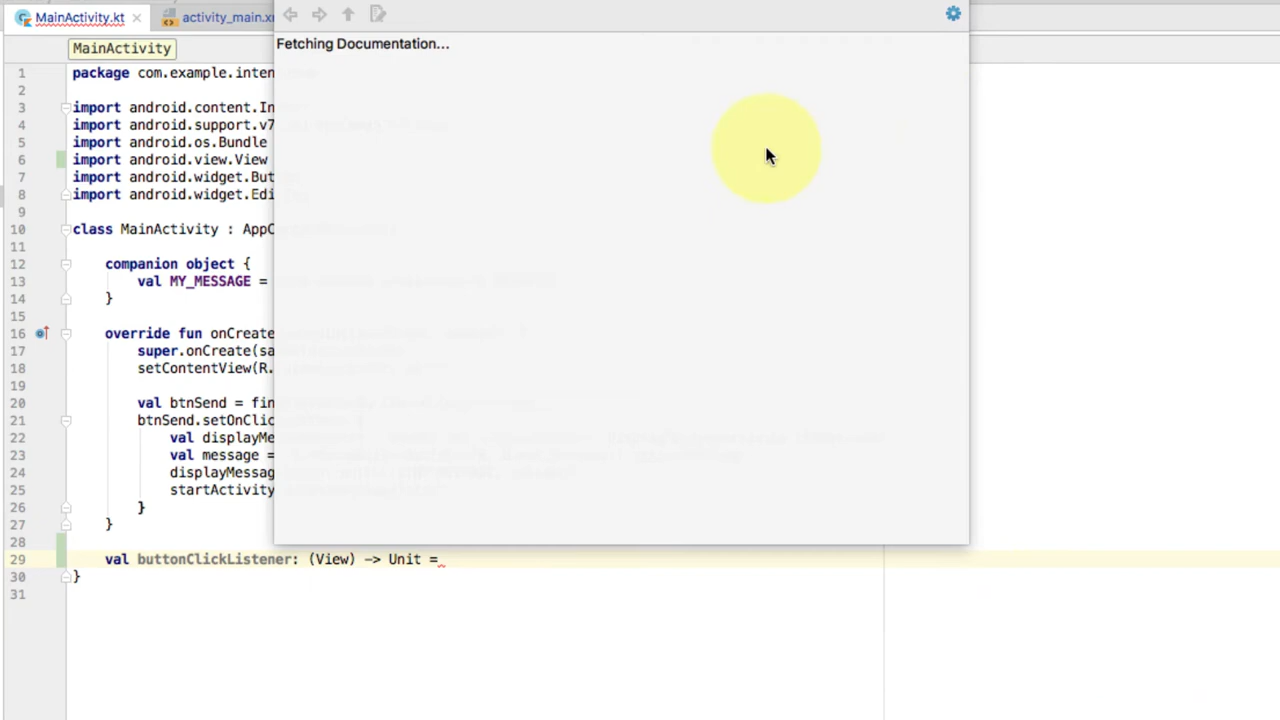 MainActivity.kt
activity_main.x
Fetching Documentation...
MainActivity
1 package com.example.inten
2
3 import android.content.In
4 import android.support.v7
5 import android.os.Bundle
6 import android.view.View
7 import android.widget.But
8 import android.widget.Edi
9
10 class MainActivity : AppC
11
12 companion object {
13 val MY_MESSAGE =
14 }
15
16 override fun onCreate
17 super.onCreate(sa
18 setContentView(R.
19
20 val btnSend = fin
21 btnSend.setOnClic
22 val displayMe
23 val message =
24 displayMessag
25 startActivity
26 }
27 }
28
29 val buttonClickListener: (View) -> Unit =
30 }
31